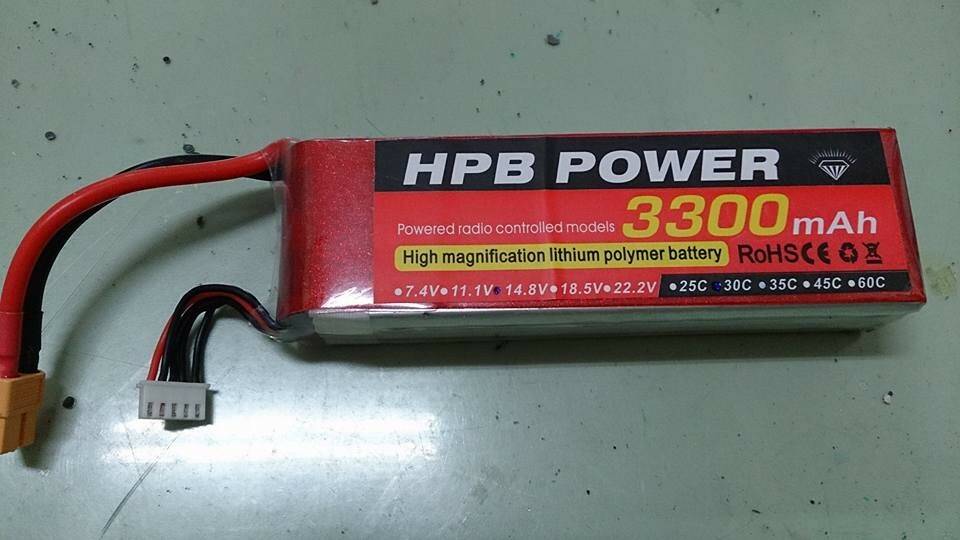 HPB POWER
Powered radio controlled models 3300mAh
High magnification lithium polymer battery RoHS CE
•7.4V•11.1V•14.8V•18.5V•22.2V •25C •30C •35C •45C •60C